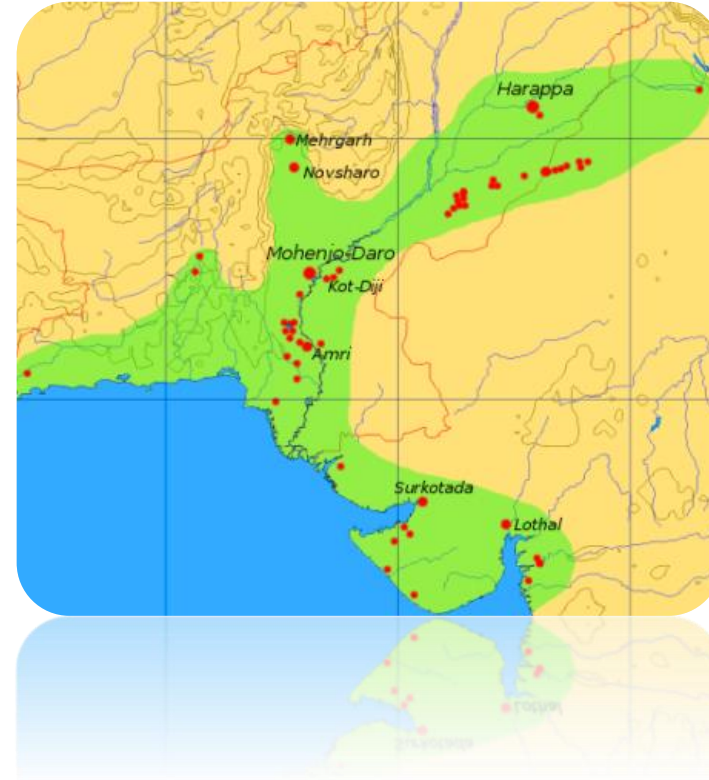 Harappa
Mehrgarh
Novsharo
Mohenjo-Daro
Kot-Diji
Amri
Surkotada
Lothal